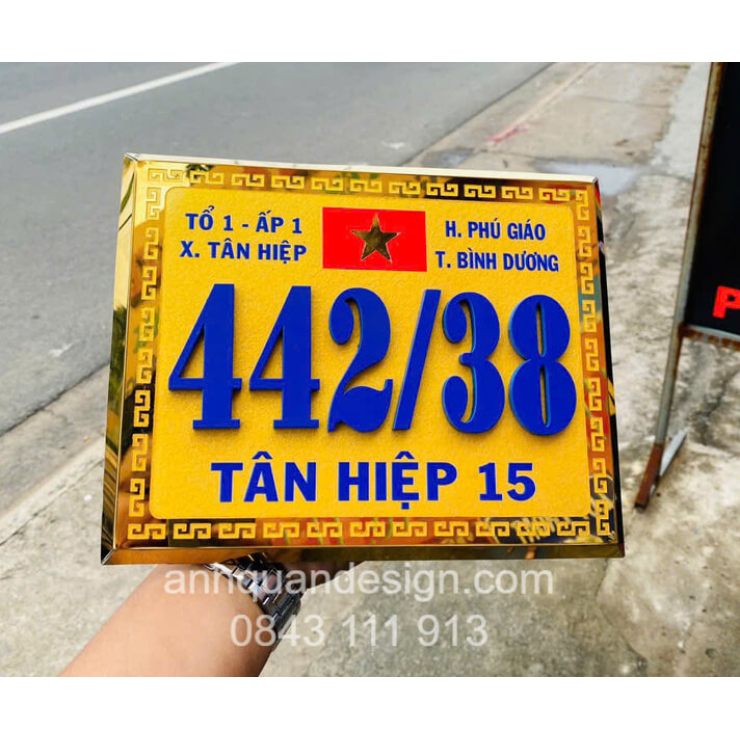 TỔ 1 - ẤP 1
X. TÂN HIỆP
H. PHÚ GIÁO
T. BÌNH DƯƠNG
442/38
TÂN HIỆP 15
P
annquandesign.com
0843 111 913